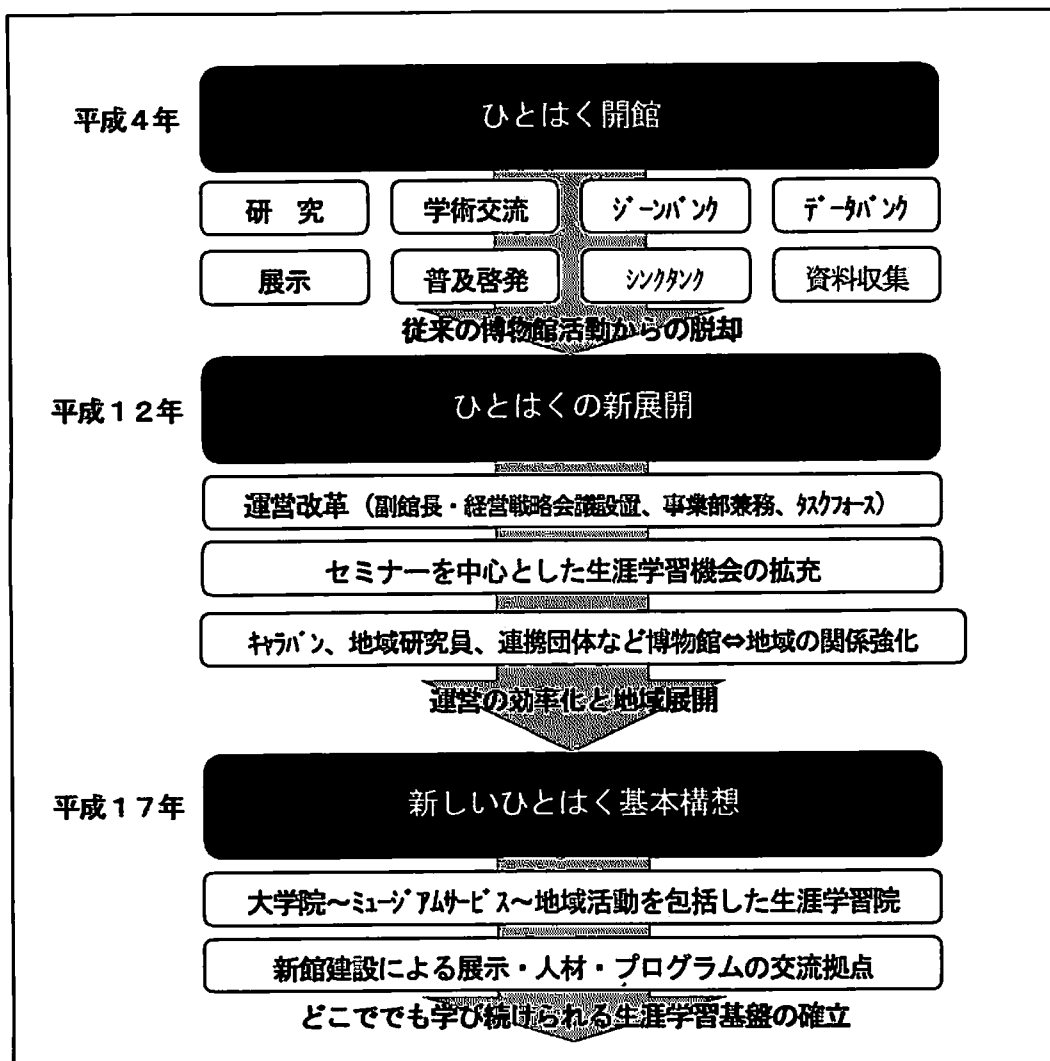 平成4年
ひとはく開館
研　究
学術交流
ｼﾞｰﾝﾊﾞﾝｸ
ﾃﾞｰﾀﾊﾞﾝｸ
展示
普及啓発
ｼﾝｸﾀﾝｸ
資料収集
従来の博物館活動からの脱却
平成１２年
ひとはくの新展開
運営改革（副館長・経営戦略会議設置、事業部兼務、ﾀｽｸﾌｫｰｽ）
セミナーを中心とした生涯学習機会の拡充
ｷｬﾗﾊﾞﾝ、地域研究員、連携団体など博物館⇔地域の関係強化
運営の効率化と地域展開
平成１７年
新しいひとはく基本構想
大学院～ﾐｭｰｼﾞｱﾑｻｰﾋﾞｽ～地域活動を包括した生涯学習院
新館建設による展示・人材・プログラムの交流拠点
どこででも学び続けられる生涯学習基盤の確立